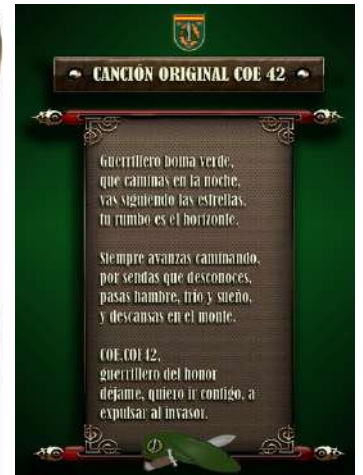 CANCIÓN ORIGINAL COE 42
Guerrillero boina verde,
que caminas en la noche,
vas siguiendo las estrellas,
tu rumbo es el horizonte.
Siempre avanzas caminando,
por sendas que desconoces,
pasas hambre, frio y sueño,
y descansas en el monte.
COE,COE42,
guerrillero del honor
déjame, quiero ir contigo, a
expulsar al invasor.